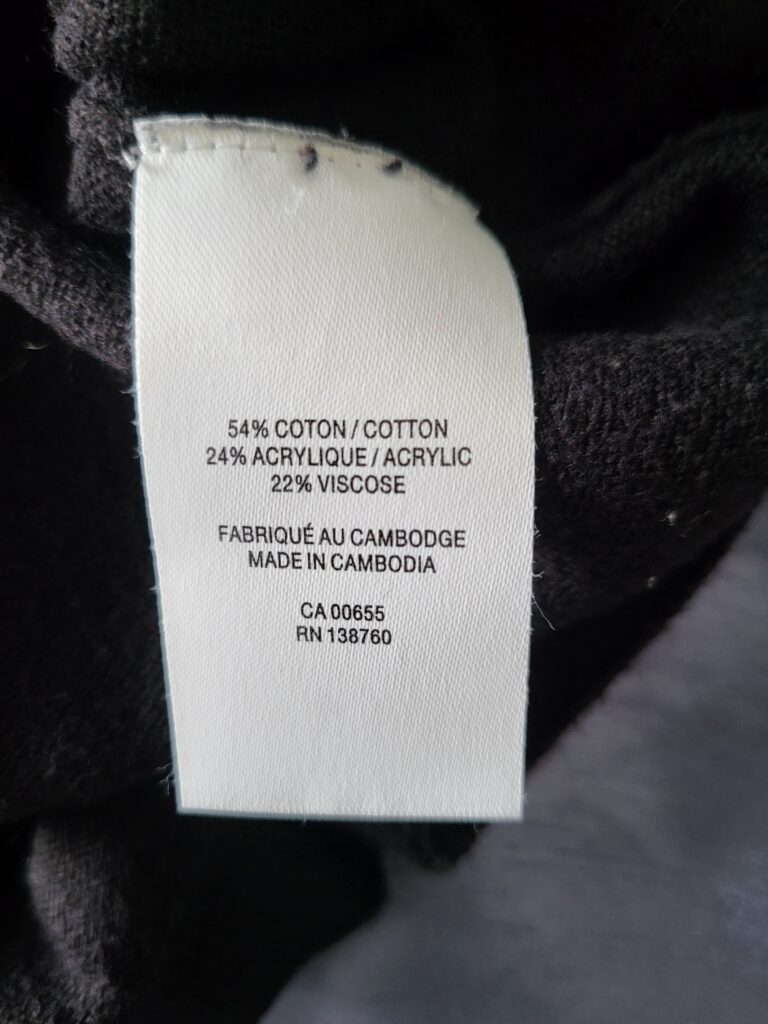 54% COTON / COTTON
24% ACRYLIQUE / ACRYLIC
22% VISCOSE
FABRIQUÉ AU CAMBODGE
MADE IN CAMBODIA
CA 00655
RN 138760